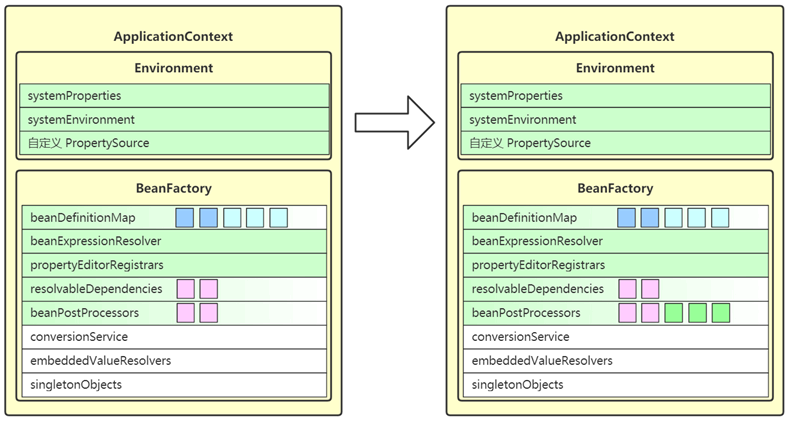 ApplicationContext
Environment
systemProperties
systemEnvironment
自定义 PropertySource
BeanFactory
beanDefinitionMap
beanExpressionResolver
propertyEditorRegistrars
resolvableDependencies
beanPostProcessors
conversionService
embeddedValueResolvers
singletonObjects
ApplicationContext
Environment
systemProperties
systemEnvironment
自定义 PropertySource
BeanFactory
beanDefinitionMap
beanExpressionResolver
propertyEditorRegistrars
resolvableDependencies
beanPostProcessors
conversionService
embeddedValueResolvers
singletonObjects